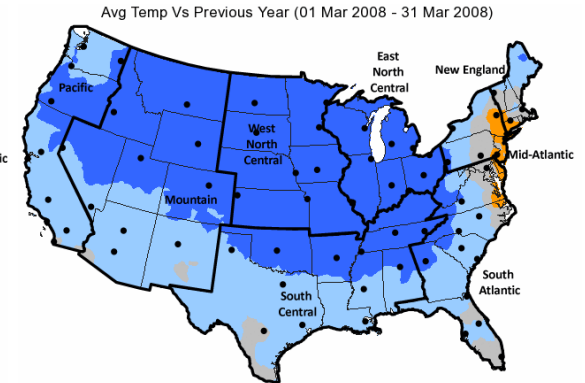 Avg Temp Vs Previous Year (01 Mar 2008 - 31 Mar 2008)
East
North
Central
New England
Pacific
West
North
Central
ic
Mid-Atlantic
Mountain
South
Atlantic
South
Central